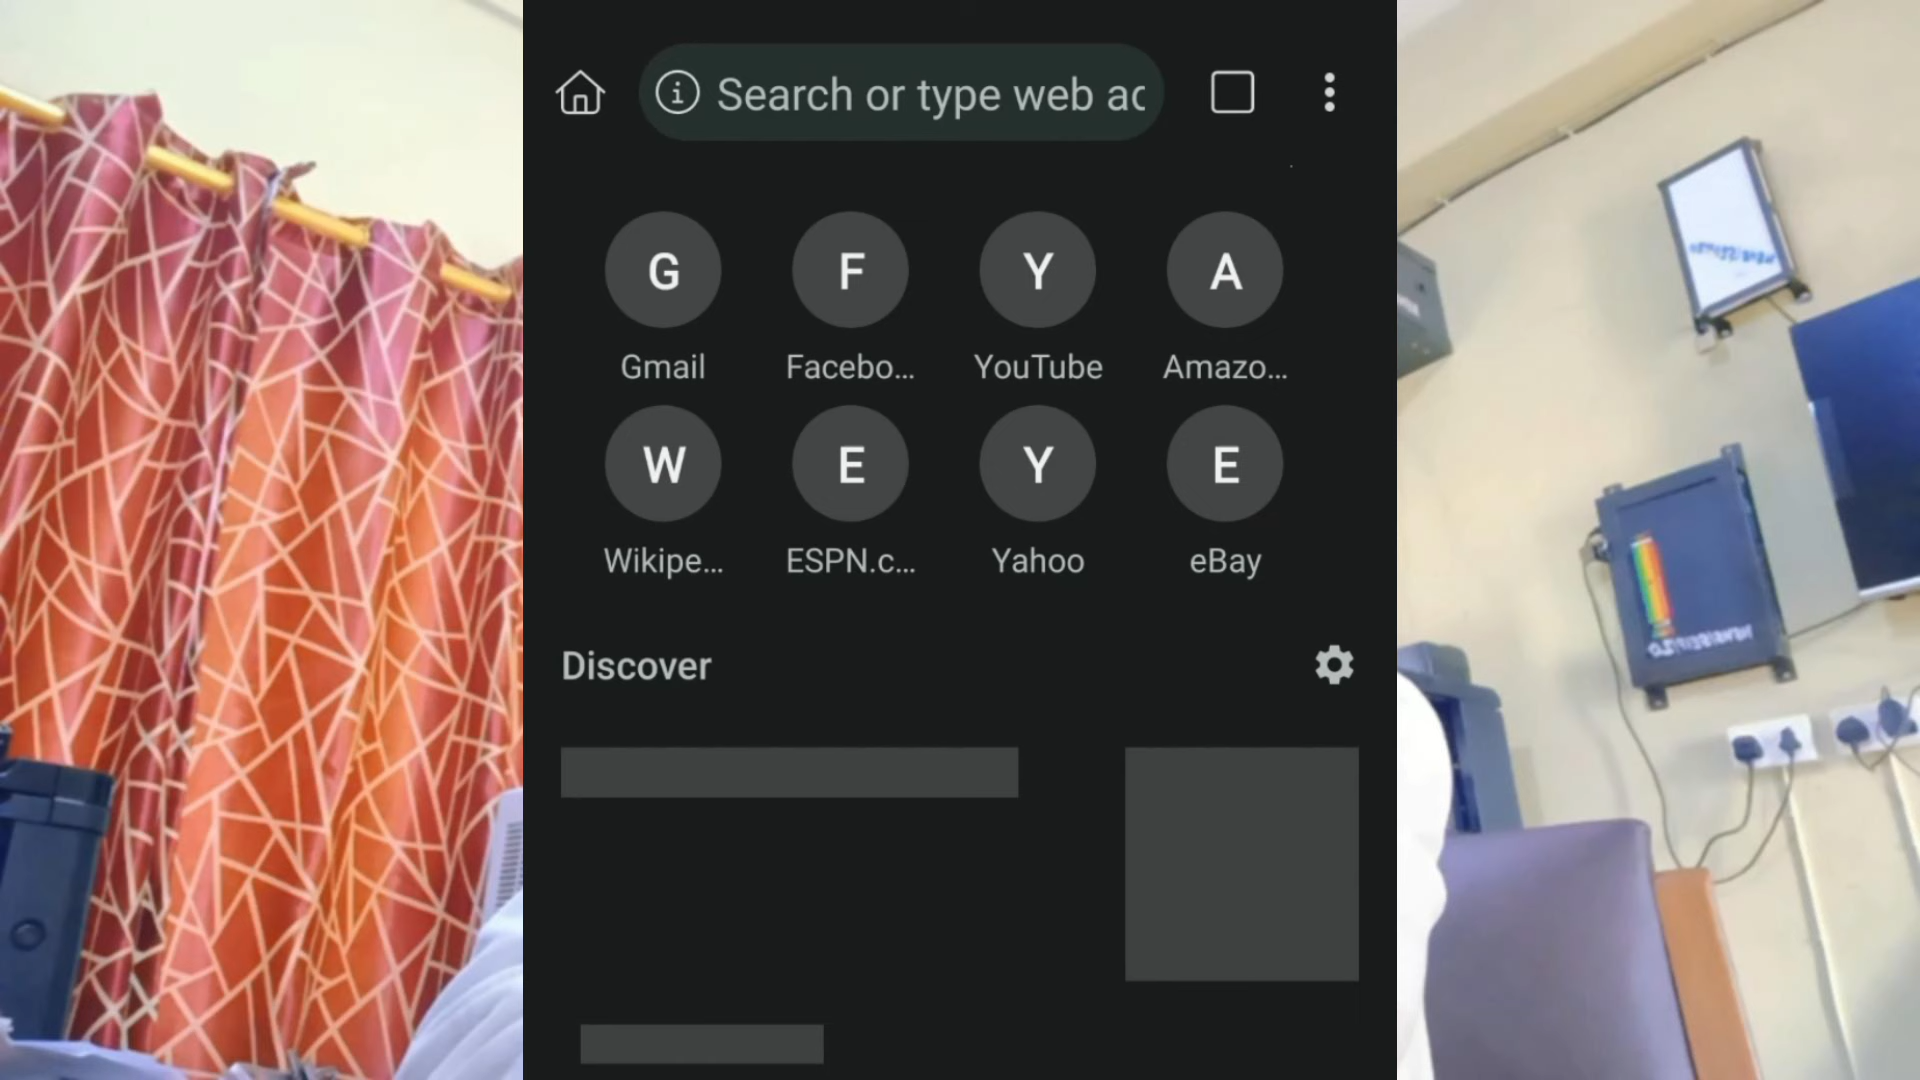 Search or type web ac
G F Y A
Gmail Facebo... YouTube Amazo...
W E Y E
Wikipe... ESPN.c... Yahoo eBay
Discover